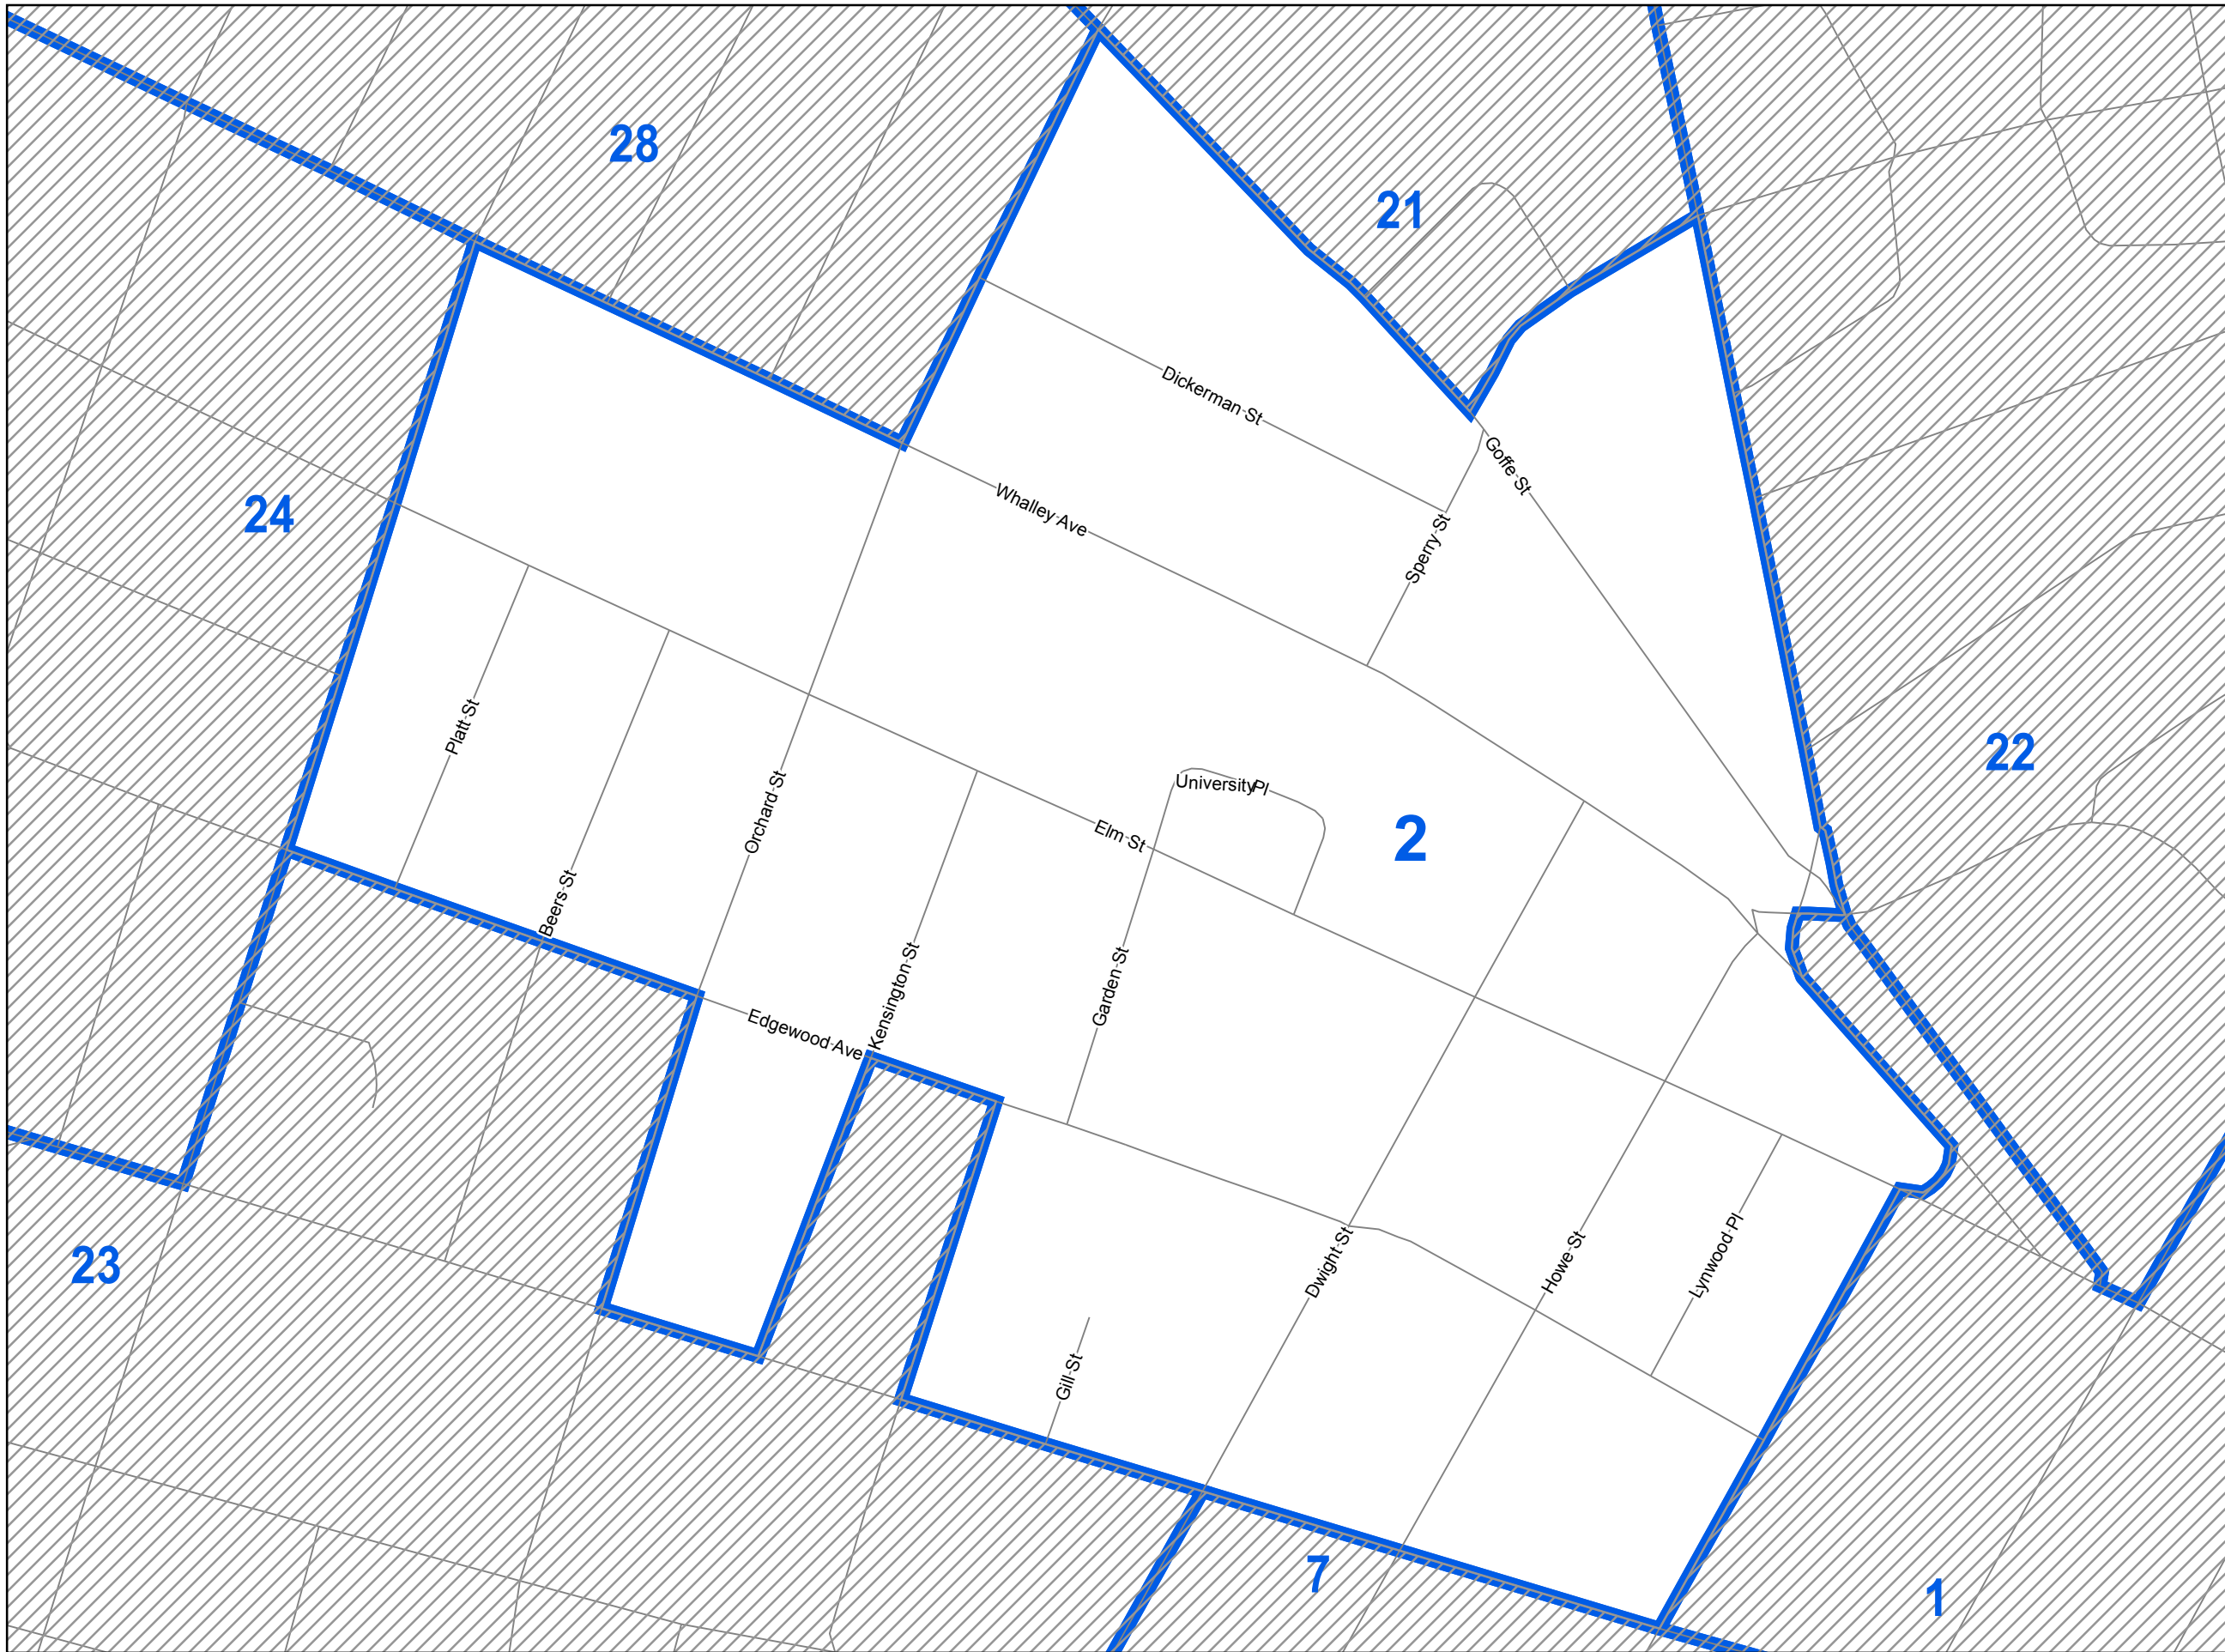 28
21
Dickerman St
Goffe St
24
Whalley Ave
Sperry St
Platt St
22
University Pl
Orchard St
Elm St
2
Beers St
Kensington St
Garden St
Edgewood Ave
23
Dwight St
Howe St
Lynwood Pl
Gill St
7
1